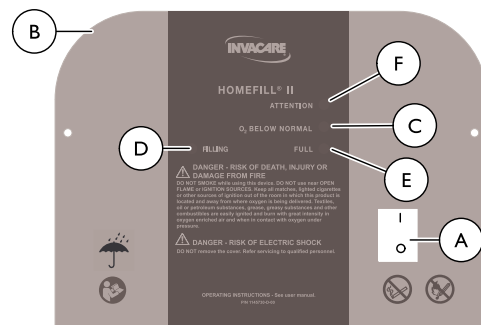 B
INVACARE
F
HOMEFILL® II
ATTENTION
O₂ BELOW NORMAL
C
D
FILLING
FULL
E
DANGER - RISK OF DEATH, INJURY OR
DAMAGE FROM FIRE
DO NOT SMOKE while using this device. DO NOT use near OPEN
FLAME or IGNITION SOURCES. Keep all matches, lighted cigarettes
or other sources of ignition out of the room in which this product is
located and away from where oxygen is being delivered. Textiles,
oil or petroleum substances, grease, greasy substances and other
combustibles are easily ignited and burn with great intensity in
oxygen enriched air and when in contact with oxygen under
pressure.
I
A
O
DANGER - RISK OF ELECTRIC SHOCK
DO NOT remove the cover. Refer servicing to qualified personnel.
OPERATING INSTRUCTIONS - See user manual.